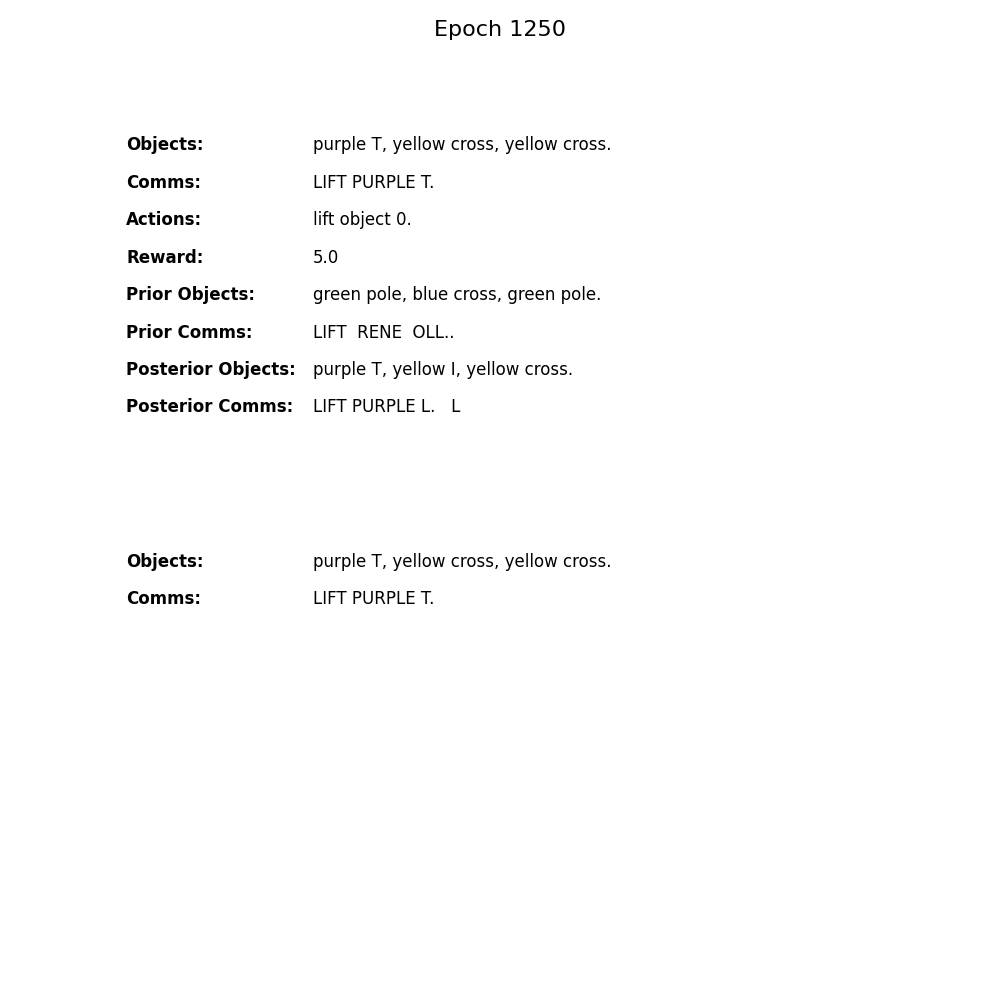 Epoch 1250
Objects: purple T, yellow cross, yellow cross.
Comms: LIFT PURPLE T.
Actions: lift object 0.
Reward: 5.0
Prior Objects: green pole, blue cross, green pole.
Prior Comms: LIFT  RENE  OLL..
Posterior Objects: purple T, yellow I, yellow cross.
Posterior Comms: LIFT PURPLE L.   L
Objects: purple T, yellow cross, yellow cross.
Comms: LIFT PURPLE T.